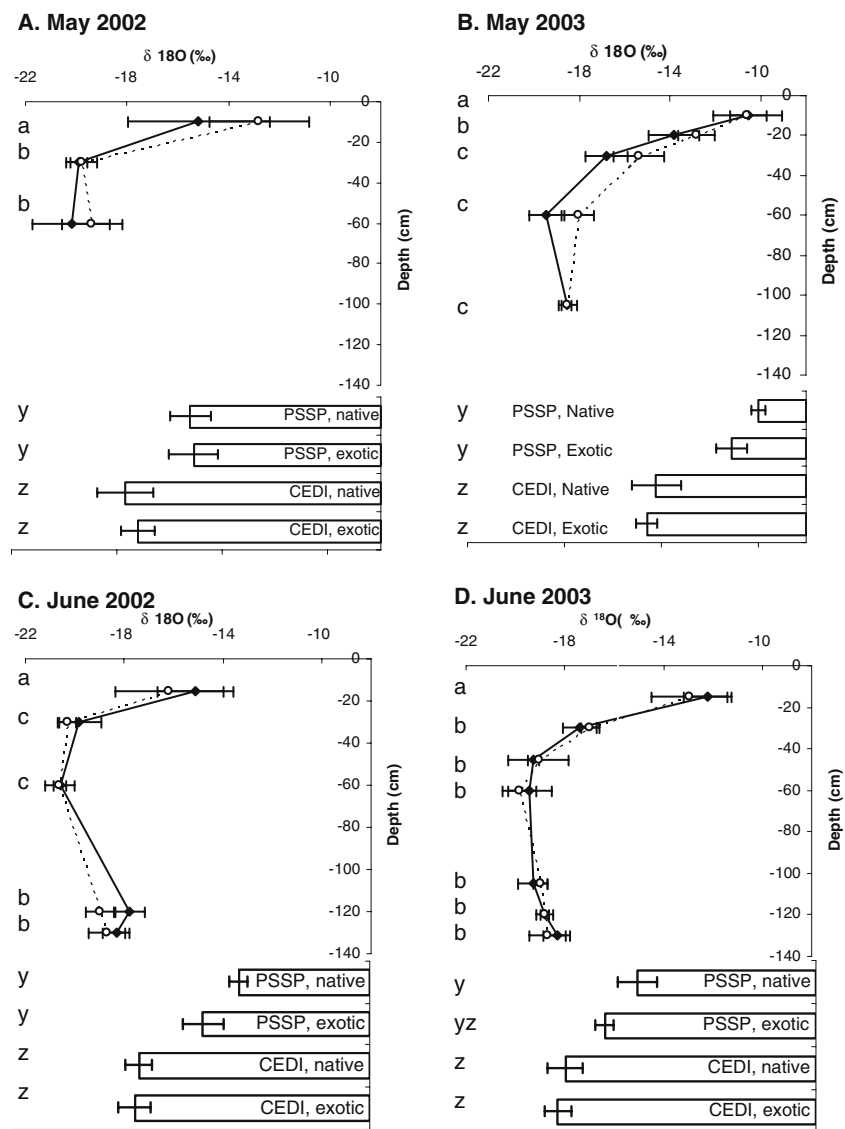 A. May 2002
δ 18O (‰)
-22 -18 -14 -10
0
-20
-40
-60
-80
-100
-120
-140
Depth (cm)
a
b
b
y PSSP, native
y PSSP, exotic
z CEDI, native
z CEDI, exotic
B. May 2003
δ 18O (‰)
-22 -18 -14 -10
0
-20
-40
-60
-80
-100
-120
-140
Depth (cm)
a
b
c
c
c
y PSSP, Native
y PSSP, Exotic
z CEDI, Native
z CEDI, Exotic
C. June 2002
δ 18O (‰)
-22 -18 -14 -10
0
-20
-40
-60
-80
-100
-120
-140
Depth (cm)
a
c
c
b
b
y PSSP, native
y PSSP, exotic
z CEDI, native
z CEDI, exotic
D. June 2003
δ ¹⁸O( ‰)
-22 -18 -14 -10
0
-20
-40
-60
-80
-100
-120
-140
Depth (cm)
a
b
b
b
b
b
b
y PSSP, native
yz PSSP, exotic
z CEDI, native
z CEDI, exotic